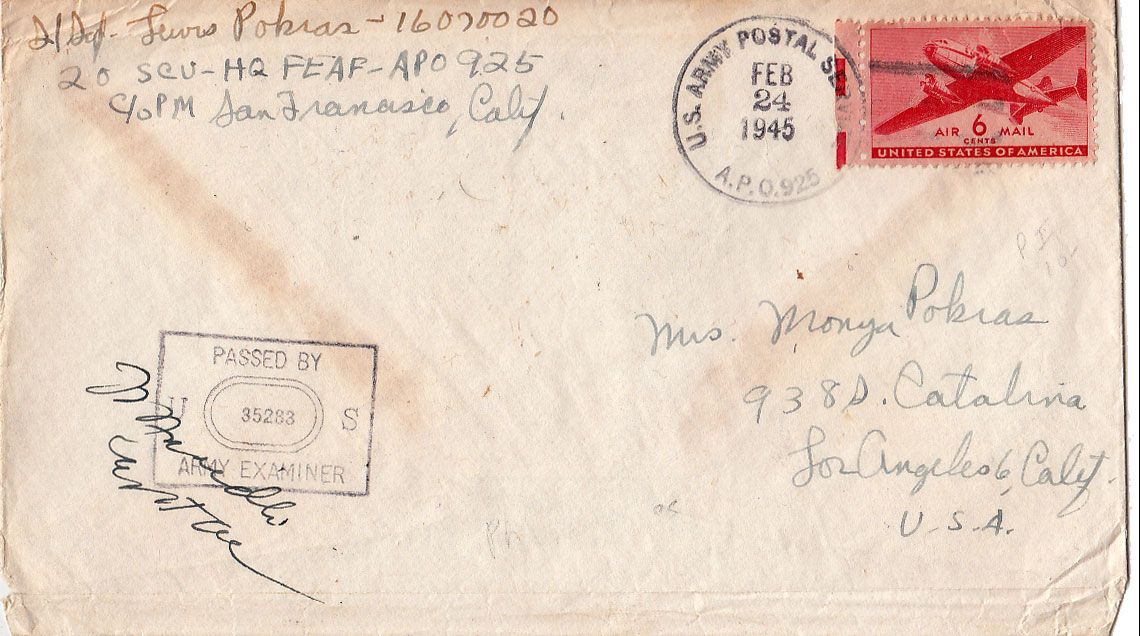 S/Sgt. Lewis Pokras - 16070020
20 SCU - HQ FEAF - APO 925
c/o PM San Francisco, Calif.
U.S. ARMY POSTAL
FEB
24
1945
A.P.O. 925
AIR 6 MAIL
CENTS
UNITED STATES OF AMERICA
Mrs. Monya Pokras
938 S. Catalina
Los Angeles 6, Calif.
U.S.A.
PASSED BY
U 35283 S
ARMY EXAMINER